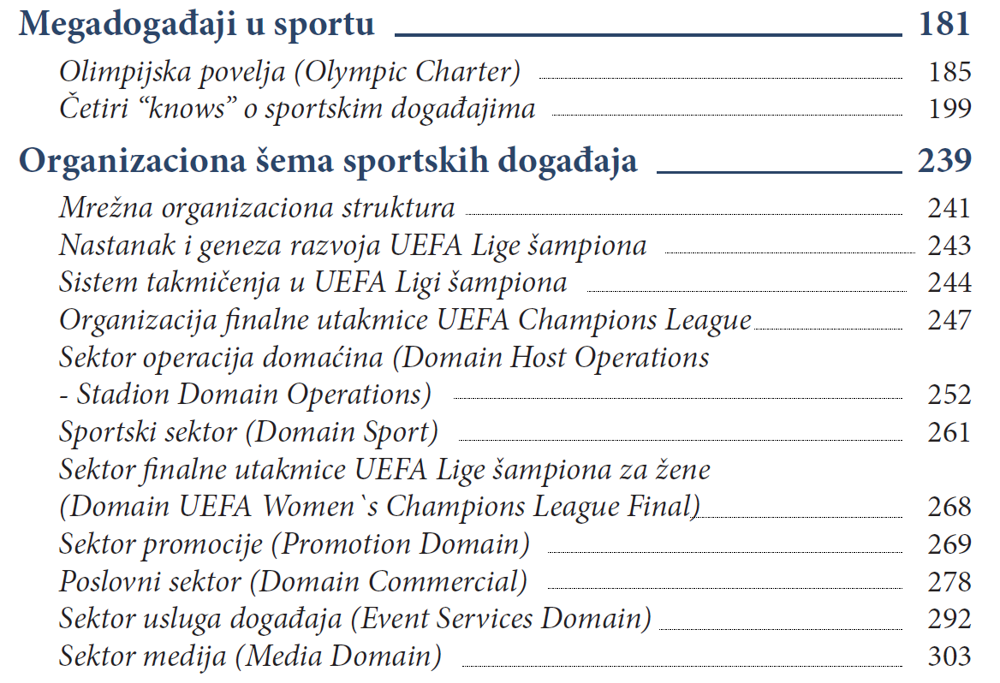 Megadogađaji u sportu 181
Olimpijska povelja (Olympic Charter) 185
Četiri “knows” o sportskim događajima 199
Organizaciona šema sportskih događaja 239
Mrežna organizaciona struktura 241
Nastanak i geneza razvoja UEFA Lige šampiona 243
Sistem takmičenja u UEFA Ligi šampiona 244
Organizacija finalne utakmice UEFA Champions League 247
Sektor operacija domaćina (Domain Host Operations
- Stadion Domain Operations) 252
Sportski sektor (Domain Sport) 261
Sektor finalne utakmice UEFA Lige šampiona za žene
(Domain UEFA Women`s Champions League Final) 268
Sektor promocije (Promotion Domain) 269
Poslovni sektor (Domain Commercial) 278
Sektor usluga događaja (Event Services Domain) 292
Sektor medija (Media Domain) 303